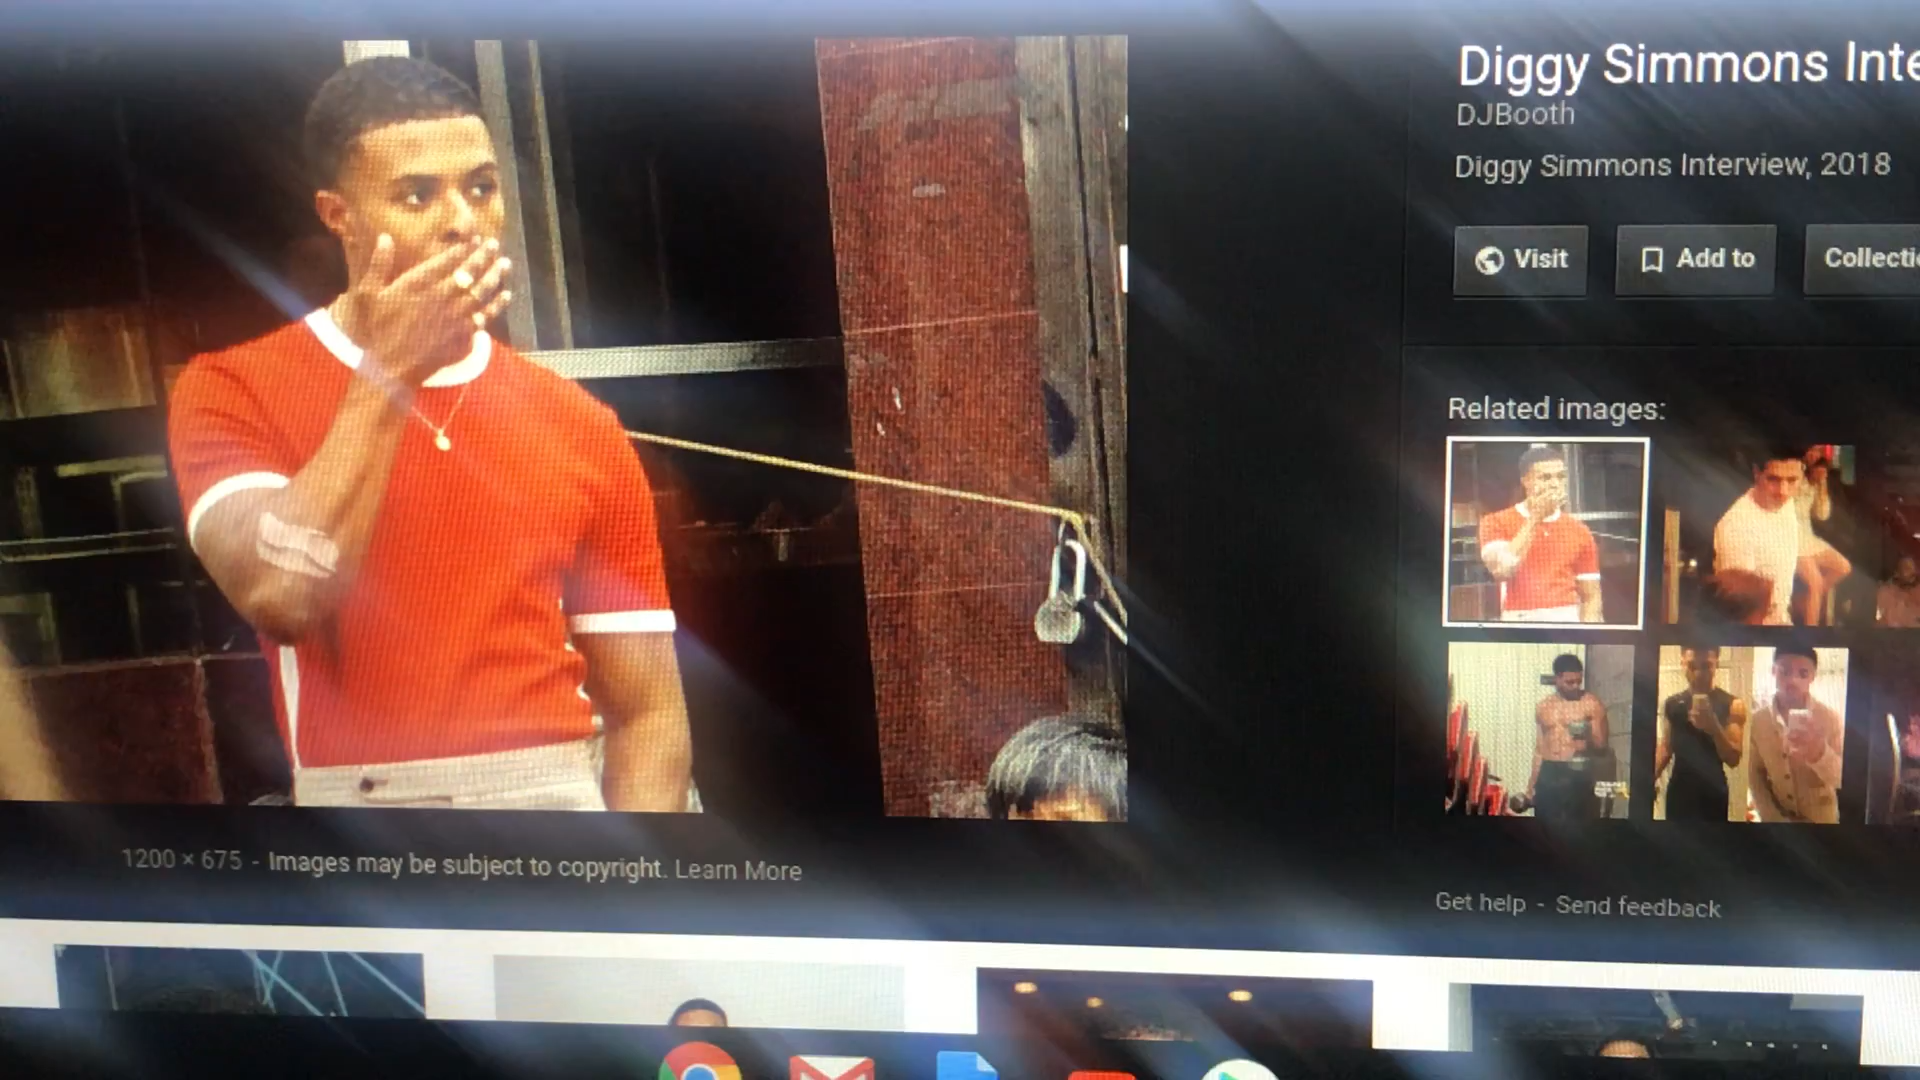 Diggy Simmons Inte
DJBooth
Diggy Simmons Interview, 2018
Visit
Add to
Collecti
Related images:
1200 × 675 - Images may be subject to copyright. Learn More
Get help - Send feedback